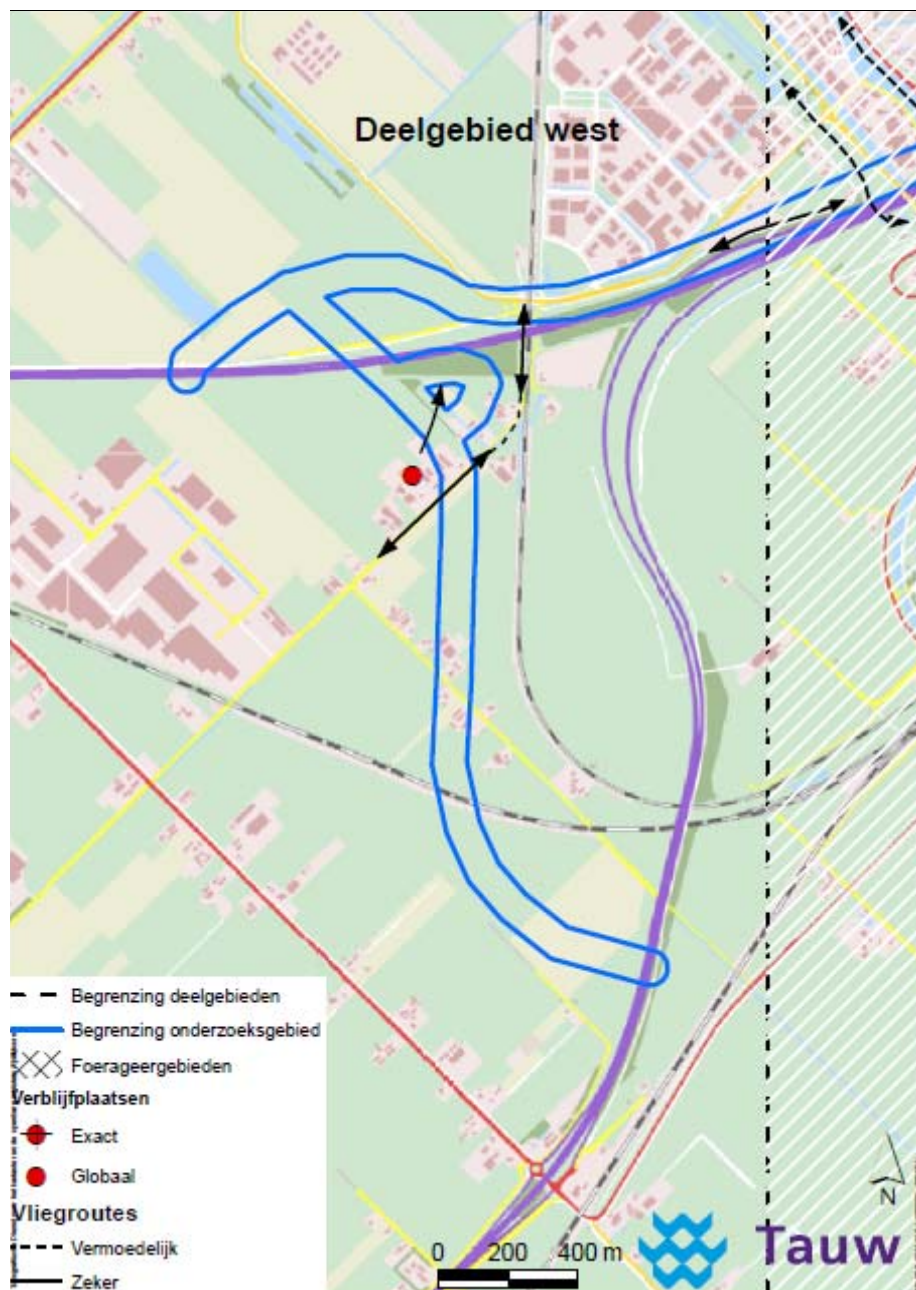 Deelgebied west
Begrenzing deelgebieden
Begrenzing onderzoeksgebied
Foerageergebieden
Verblijfplaatsen
Exact
Globaal
Vliegroutes
Vermoedelijk
Zeker
0 200 400 m
N
Tauw